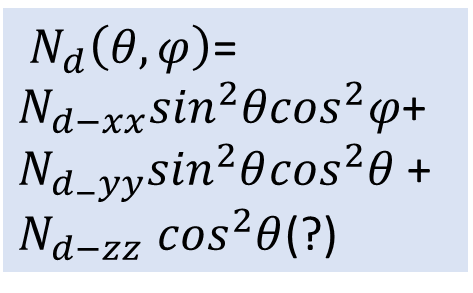 N_d(θ,φ)=
N_{d−xx}sin²θcos²φ+
N_{d_yy}sin²θcos²θ +
N_{d−zz} cos²θ(?)